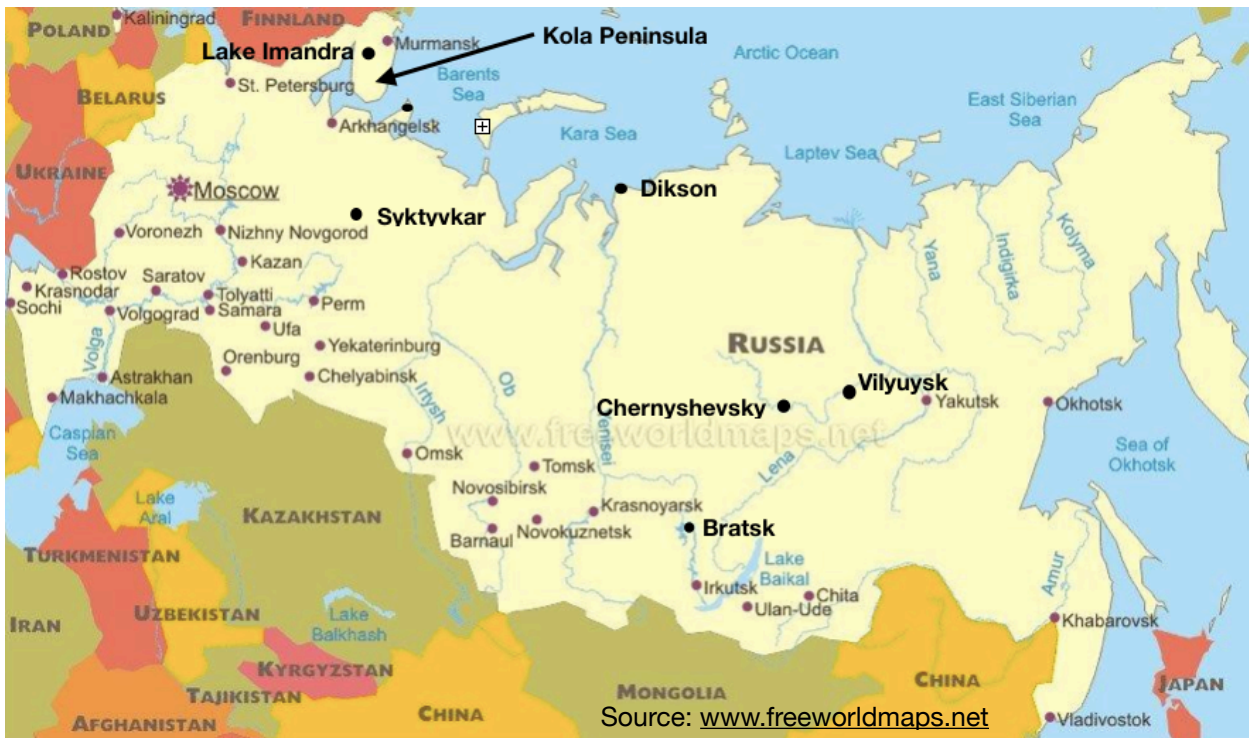 Kaliningrad
FINNLAND
POLAND
Lake Imandra
Murmansk
Kola Peninsula
Arctic Ocean
Barents
Sea
St. Petersburg
BELARUS
Arkhangelsk
Kara Sea
East Siberian
Sea
Laptev Sea
UKRAINE
Moscow
Dikson
Syktyvkar
Voronezh
Nizhny Novgorod
Kazan
Kolyma
Indigirka
Yana
Rostov
Krasnodar
Sochi
Saratov
Tolyatti
Samara
Perm
Volgograd
Ufa
Volga
Yekaterinburg
Orenburg
Chelyabinsk
RUSSIA
Astrakhan
Makhachkala
Irtysh
Ob
Yenisei
Vilyuysk
Chernyshevsky
Yakutsk
Okhotsk
www.freeworldmaps.net
Caspian
Sea
Omsk
Tomsk
Lena
Sea of
Okhotsk
Novosibirsk
Lake
Aral
KAZAKHSTAN
Krasnoyarsk
Barnaul
Novokuznetsk
Bratsk
TURKMENISTAN
Lake
Baikal
Irkutsk
Chita
Ulan-Ude
Amur
UZBEKISTAN
Lake
Balkhash
IRAN
Khabarovsk
KYRGYZSTAN
TAJIKISTAN
MONGOLIA
CHINA
CHINA
JAPAN
AFGHANISTAN
Source: www.freeworldmaps.net
Vladivostok